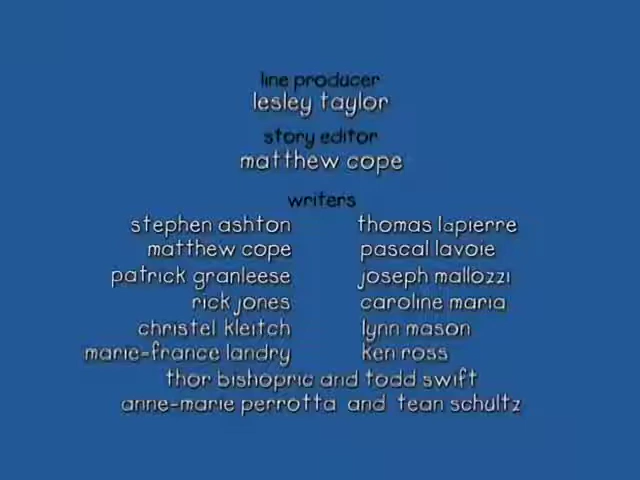 line producer
lesley taylor
story editor
matthew cope
writers
stephen ashton thomas lapierre
matthew cope pascal lavoie
patrick granleese joseph mallozzi
rick jones caroline maria
christel kleitch lynn mason
marie-france landry ken ross
thor bishopric and todd swift
anne-marie perrotta and tean schultz